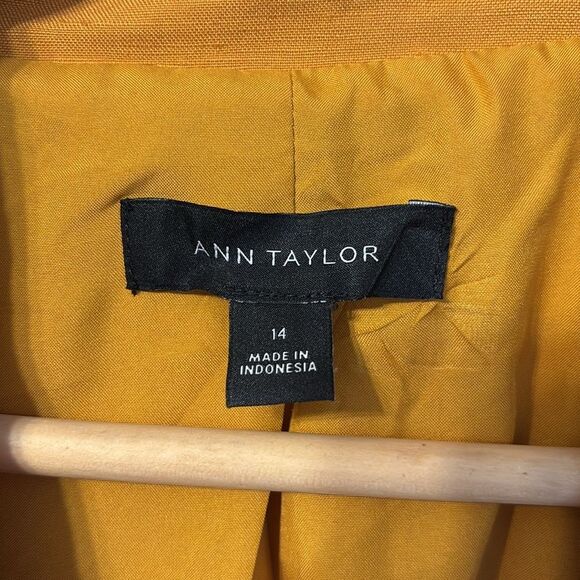 ANN TAYLOR
14
MADE IN
INDONESIA